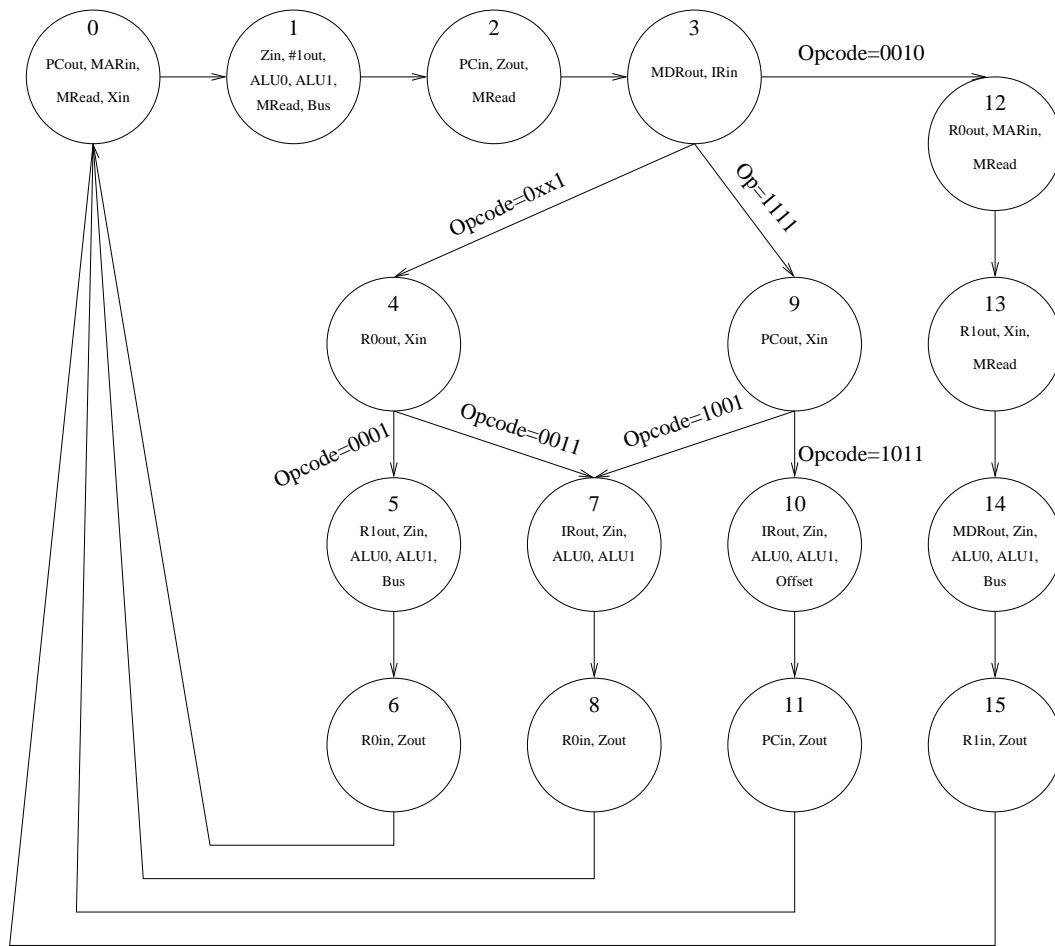 0
PCout, MARin,
MRead, Xin
1
Zin, #1out,
ALU0, ALU1,
MRead, Bus
2
PCin, Zout,
MRead
3
MDRout, IRin
Opcode=0010
12
R0out, MARin,
MRead
Opcode=0xx1
Op=1111
4
R0out, Xin
9
PCout, Xin
13
R1out, Xin,
MRead
Opcode=0001
Opcode=0011
Opcode=1001
Opcode=1011
5
R1out, Zin,
ALU0, ALU1,
Bus
7
IRout, Zin,
ALU0, ALU1
10
IRout, Zin,
ALU0, ALU1,
Offset
14
MDRout, Zin,
ALU0, ALU1,
Bus
6
R0in, Zout
8
R0in, Zout
11
PCin, Zout
15
R1in, Zout